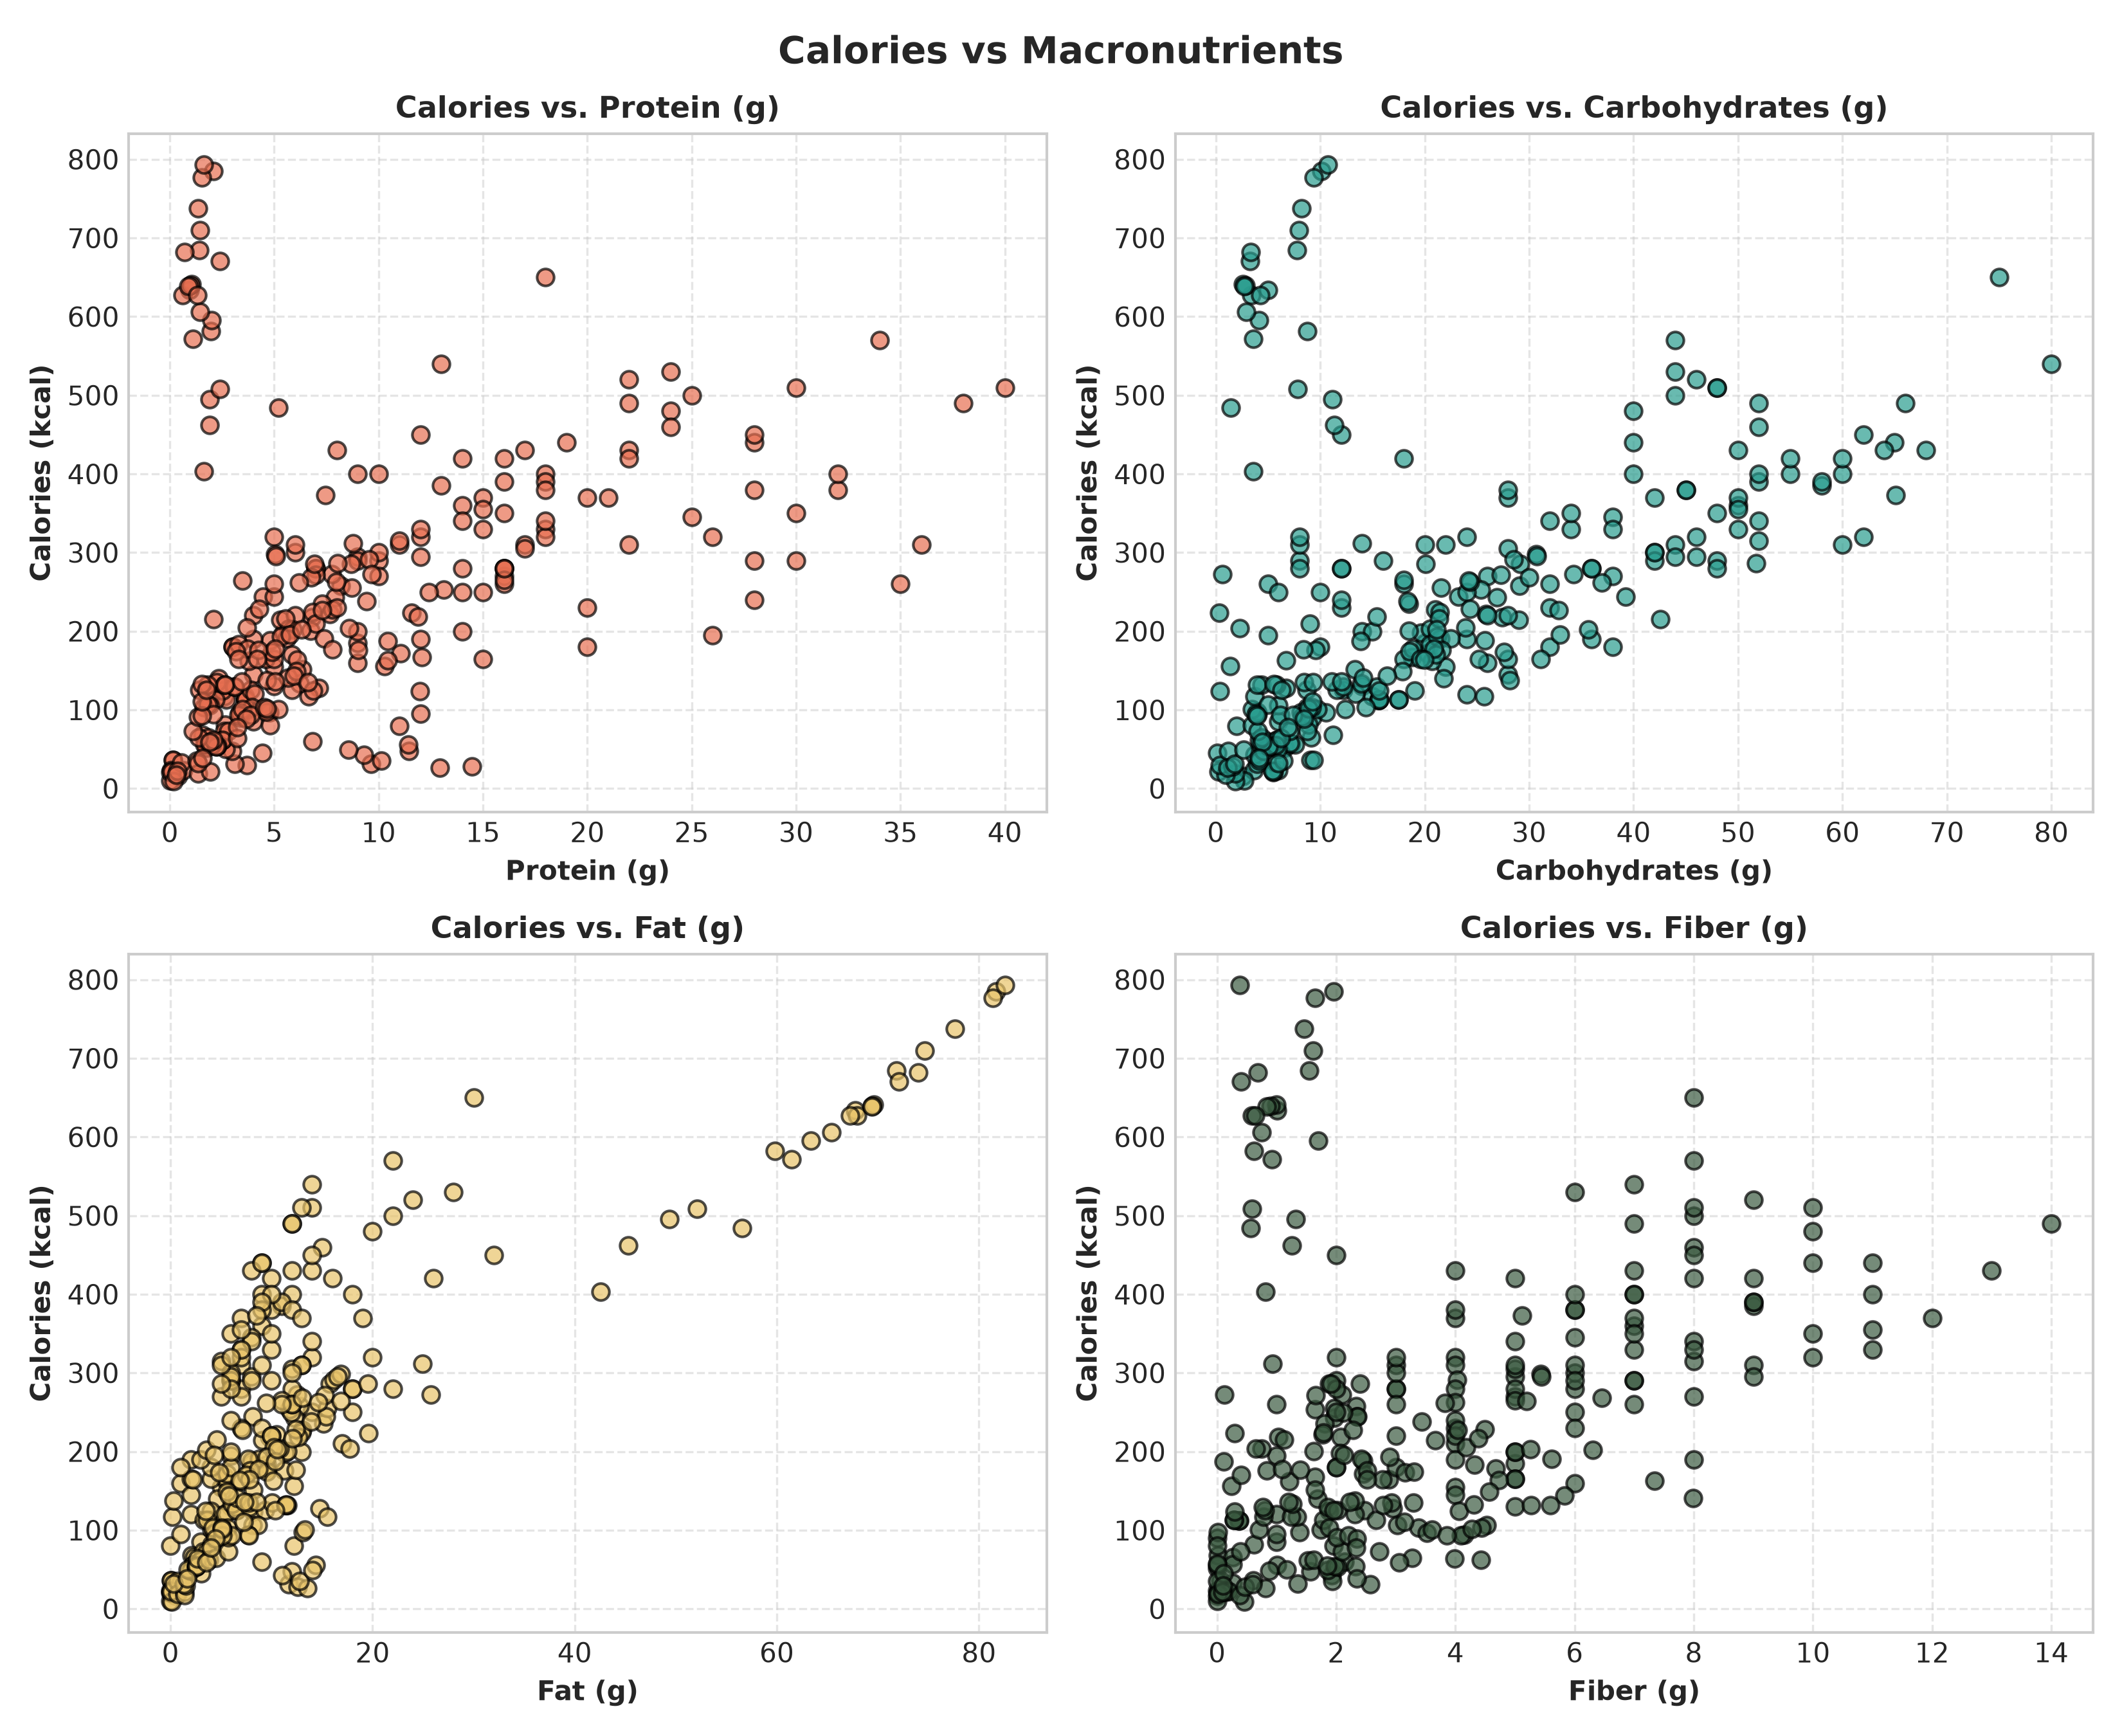 Calories vs Macronutrients
Calories vs. Protein (g)
800
700
600
500
400
300
200
100
0
Calories (kcal)
0 5 10 15 20 25 30 35 40
Protein (g)
Calories vs. Carbohydrates (g)
800
700
600
500
400
300
200
100
0
Calories (kcal)
0 10 20 30 40 50 60 70 80
Carbohydrates (g)
Calories vs. Fat (g)
800
700
600
500
400
300
200
100
0
Calories (kcal)
0 20 40 60 80
Fat (g)
Calories vs. Fiber (g)
800
700
600
500
400
300
200
100
0
Calories (kcal)
0 2 4 6 8 10 12 14
Fiber (g)